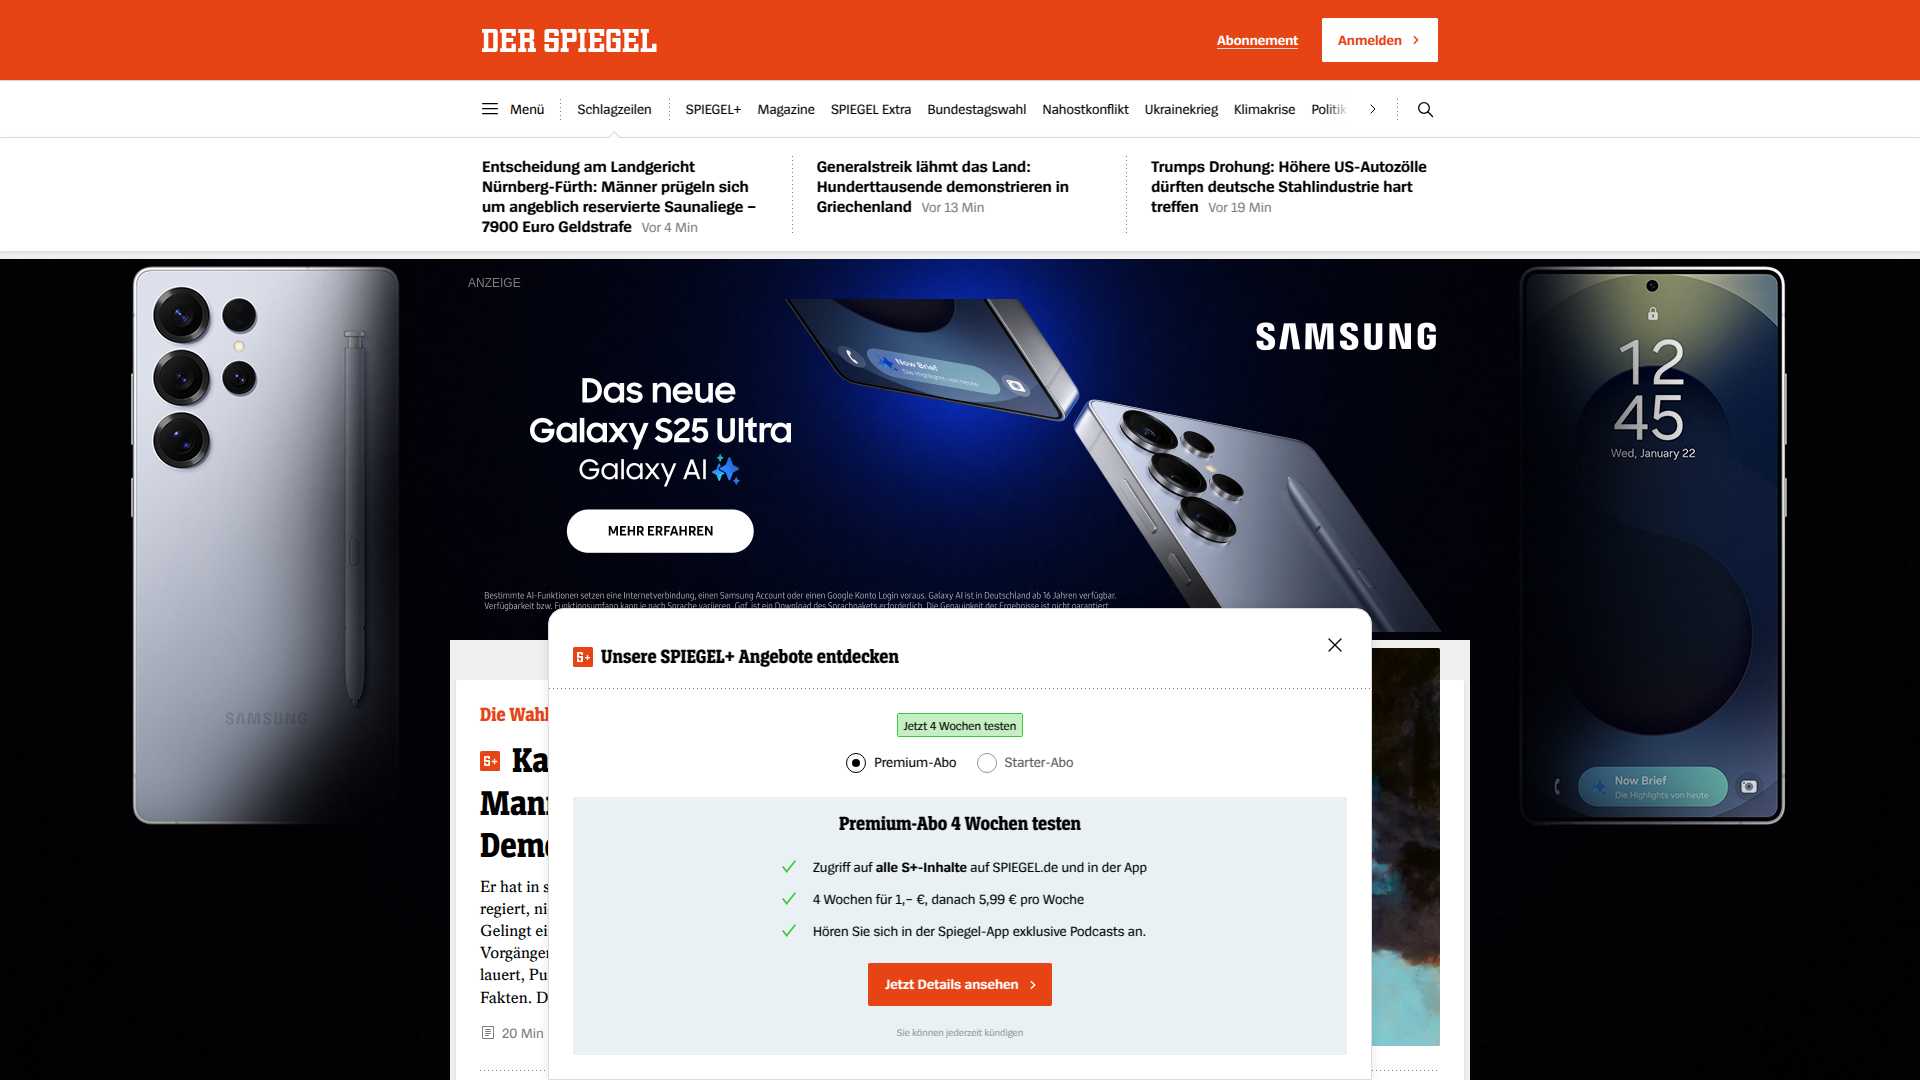 DER SPIEGEL
Abonnement
Anmelden
Menü
Schlagzeilen
SPIEGEL+
Magazine
SPIEGEL Extra
Bundestagswahl
Nahostkonflikt
Ukrainekrieg
Klimakrise
Politik
Entscheidung am Landgericht
Nürnberg-Fürth: Männer prügeln sich
um angeblich reservierte Saunaliege –
7900 Euro Geldstrafe Vor 4 Min
Generalstreik lähmt das Land:
Hunderttausende demonstrieren in
Griechenland Vor 13 Min
Trumps Drohung: Höhere US-Autozölle
dürften deutsche Stahlindustrie hart
treffen Vor 19 Min
ANZEIGE
SAMSUNG
Das neue
Galaxy S25 Ultra
Galaxy AI
MEHR ERFAHREN
Now Brief
Die Highlights von heute
Bestimmte AI-Funktionen setzen eine Internetverbindung, einen Samsung Account oder einen Google Konto Login voraus. Galaxy AI ist in Deutschland ab 16 Jahren verfügbar.
Verfügbarkeit bzw. Funktionsumfang kann je nach Sprache variieren. Ggf. ist ein Download des Sprachpakets erforderlich. Die Genauigkeit der Ergebnisse ist nicht garantiert.
SAMSUNG
12
45
Wed, January 22
Now Brief
Die Highlights von heute
Die Wahl
S+ Ka
Man
Dem
Er hat in s
regiert, ni
Gelingt ei
Vorgänger
lauert, Pu
Fakten. D
20 Min
S+ Unsere SPIEGEL+ Angebote entdecken
Jetzt 4 Wochen testen
Premium-Abo
Starter-Abo
Premium-Abo 4 Wochen testen
Zugriff auf alle S+-Inhalte auf SPIEGEL.de und in der App
4 Wochen für 1,– €, danach 5,99 € pro Woche
Hören Sie sich in der Spiegel-App exklusive Podcasts an.
Jetzt Details ansehen
Sie können jederzeit kündigen